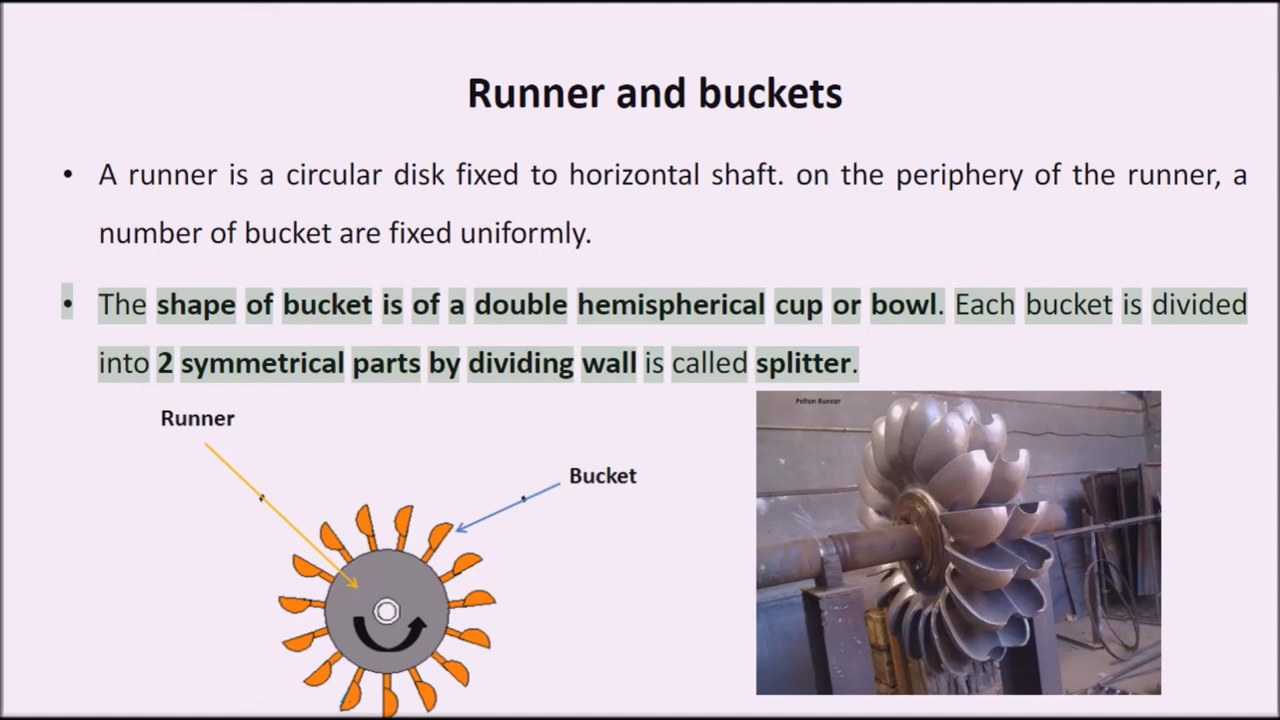 Runner and buckets
• A runner is a circular disk fixed to horizontal shaft. on the periphery of the runner, a
number of bucket are fixed uniformly.
• The shape of bucket is of a double hemispherical cup or bowl. Each bucket is divided
into 2 symmetrical parts by dividing wall is called splitter.
Runner
Bucket
Pelton Runner